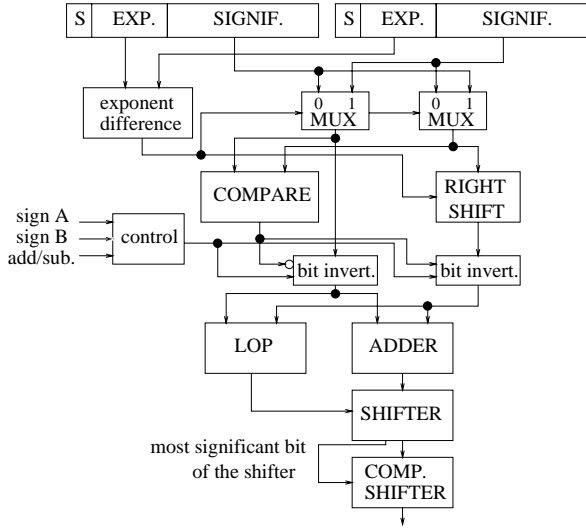 S EXP. SIGNIF. S EXP. SIGNIF.
exponent
difference
0 1
MUX
0 1
MUX
COMPARE
RIGHT
SHIFT
sign A
sign B
add/sub.
control
bit invert.
bit invert.
LOP
ADDER
SHIFTER
most significant bit
of the shifter
COMP.
SHIFTER